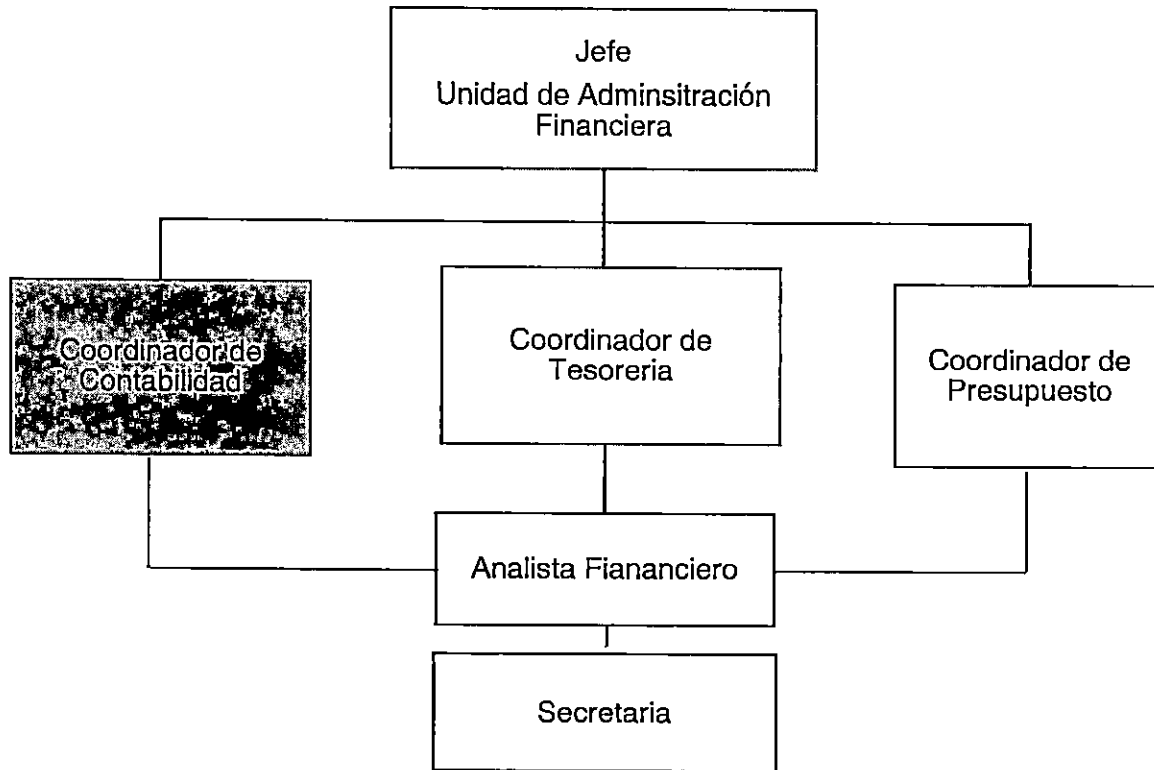 Jefe
Unidad de Adminsitración
Financiera
Coordinador de
Contabilidad
Coordinador de
Tesoreria
Coordinador de
Presupuesto
Analista Fiananciero
Secretaria